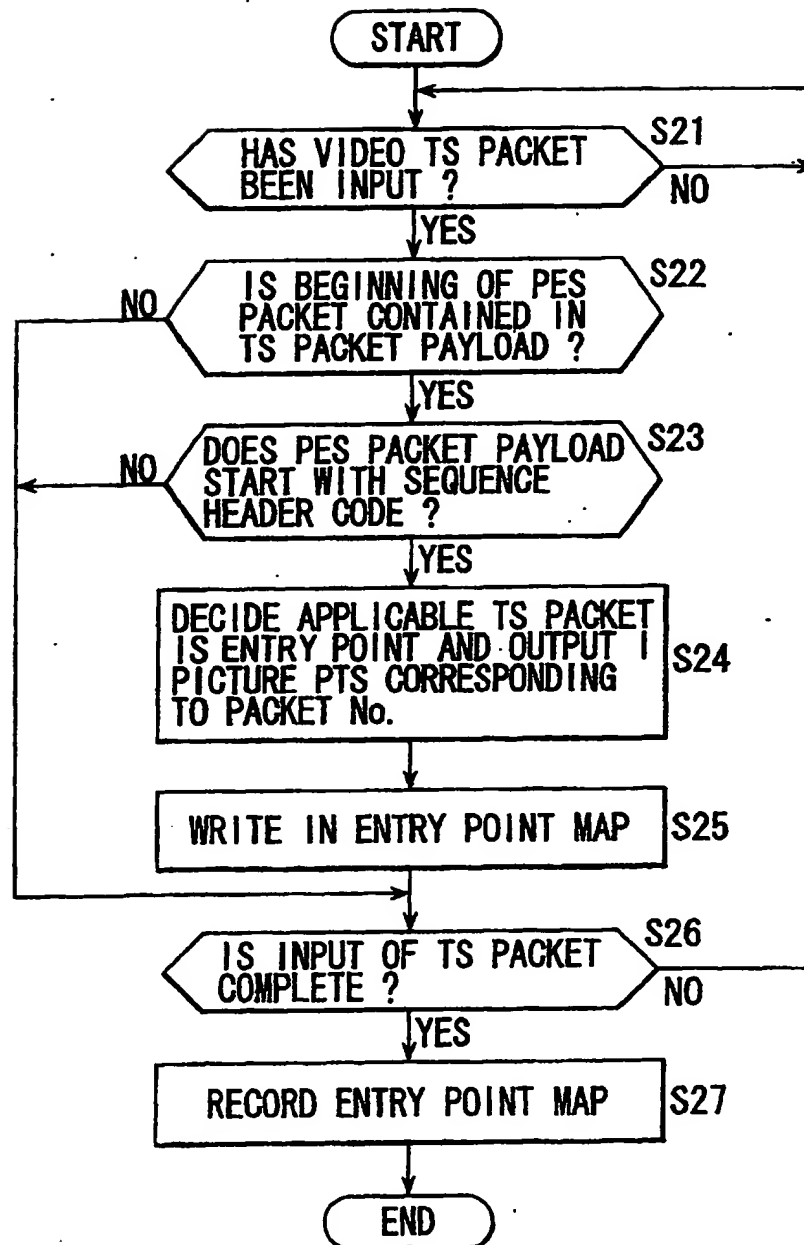 START
HAS VIDEO TS PACKET
BEEN INPUT ?
S21
NO
YES
IS BEGINNING OF PES
PACKET CONTAINED IN
TS PACKET PAYLOAD ?
S22
NO
YES
DOES PES PACKET PAYLOAD
START WITH SEQUENCE
HEADER CODE ?
S23
NO
YES
DECIDE APPLICABLE TS PACKET
IS ENTRY POINT AND OUTPUT I
PICTURE PTS CORRESPONDING
TO PACKET No.
S24
WRITE IN ENTRY POINT MAP
S25
IS INPUT OF TS PACKET
COMPLETE ?
S26
NO
YES
RECORD ENTRY POINT MAP
S27
END